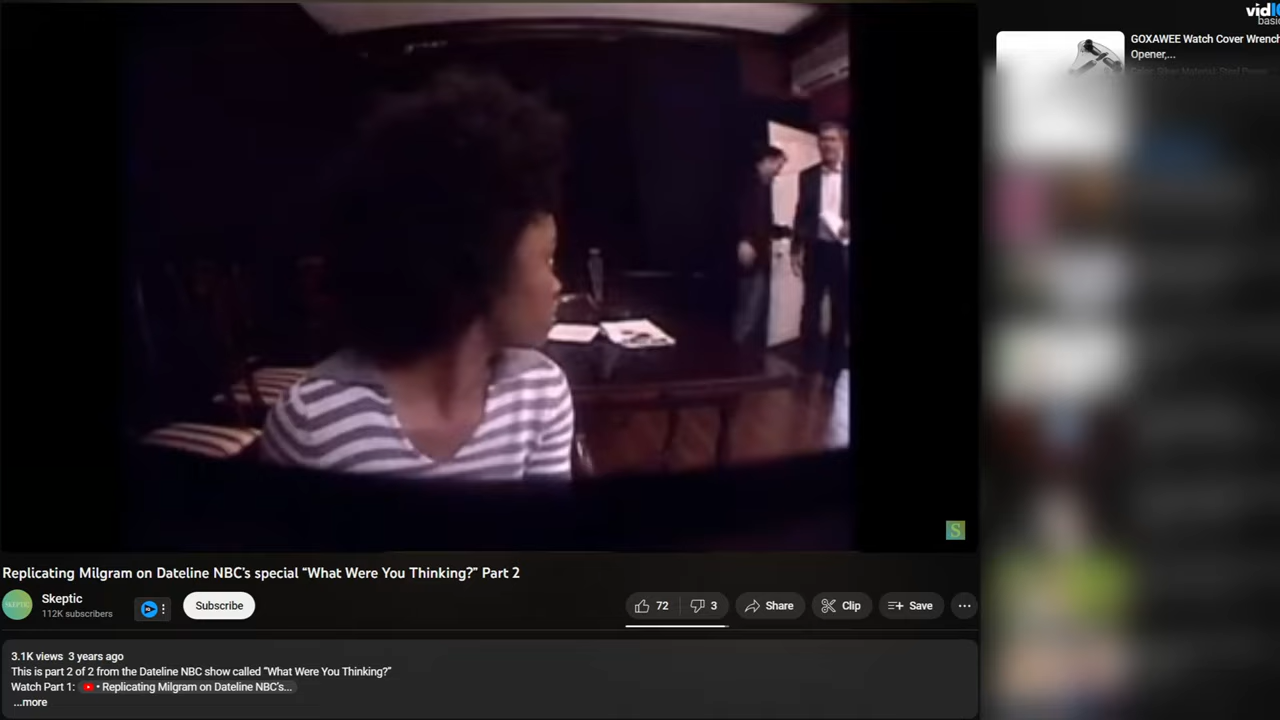 vidI
basic
GOXAWEE Watch Cover Wrench
Opener,...
S
Replicating Milgram on Dateline NBC's special "What Were You Thinking?" Part 2
SKEPTIC
Skeptic
112K subscribers
Subscribe
72
3
Share
Clip
Save
3.1K views 3 years ago
This is part 2 of 2 from the Dateline NBC show called "What Were You Thinking?"
Watch Part 1: • Replicating Milgram on Dateline NBC's...
...more